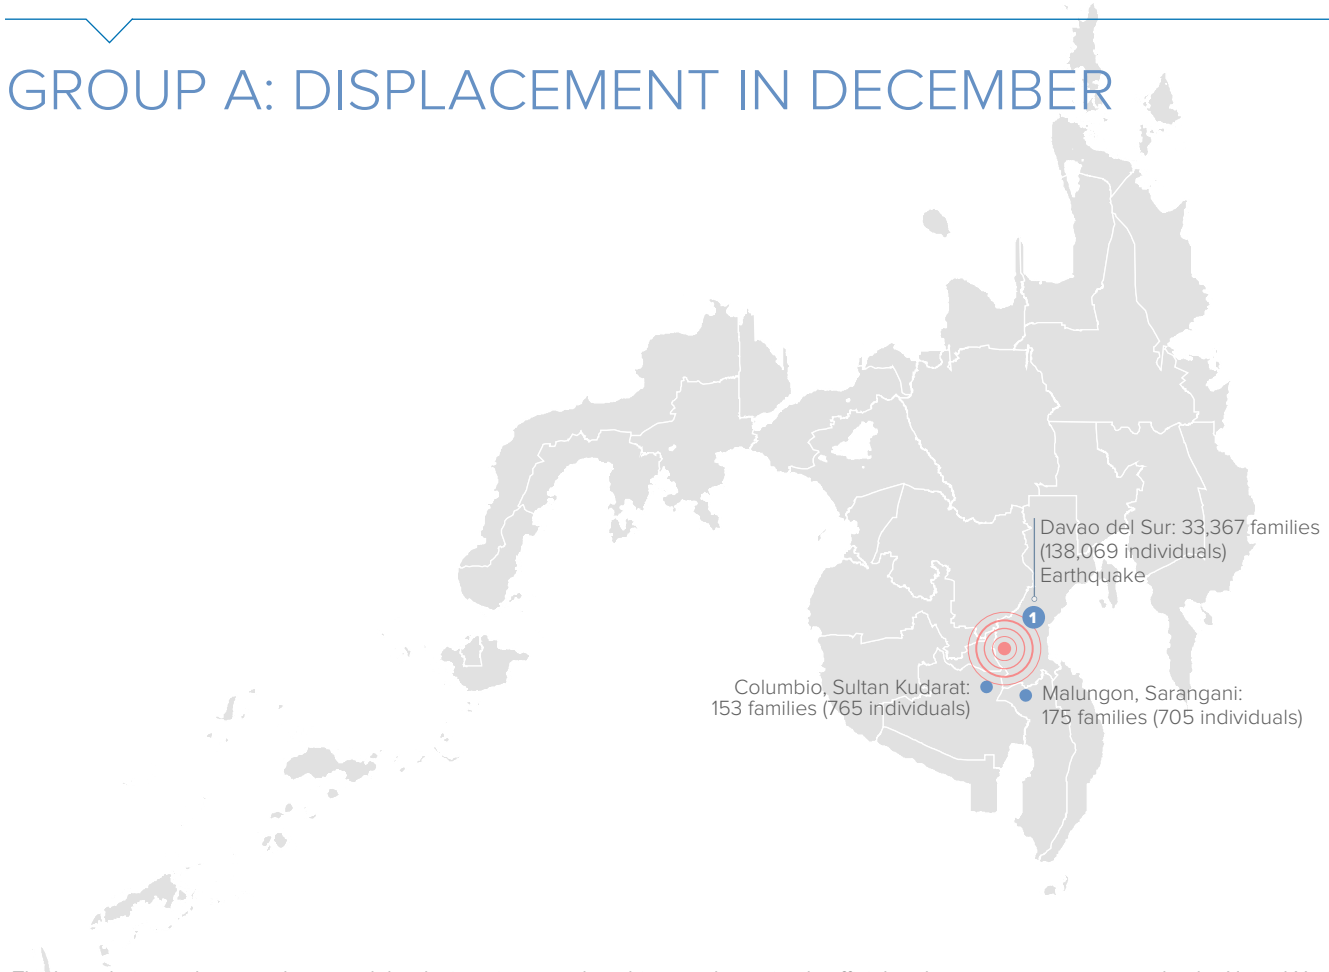 GROUP A: DISPLACEMENT IN DECEMBER
Davao del Sur: 33,367 families
(138,069 individuals)
Earthquake
1
Columbio, Sultan Kudarat:
153 families (765 individuals)
Malungon, Sarangani:
175 families (705 individuals)